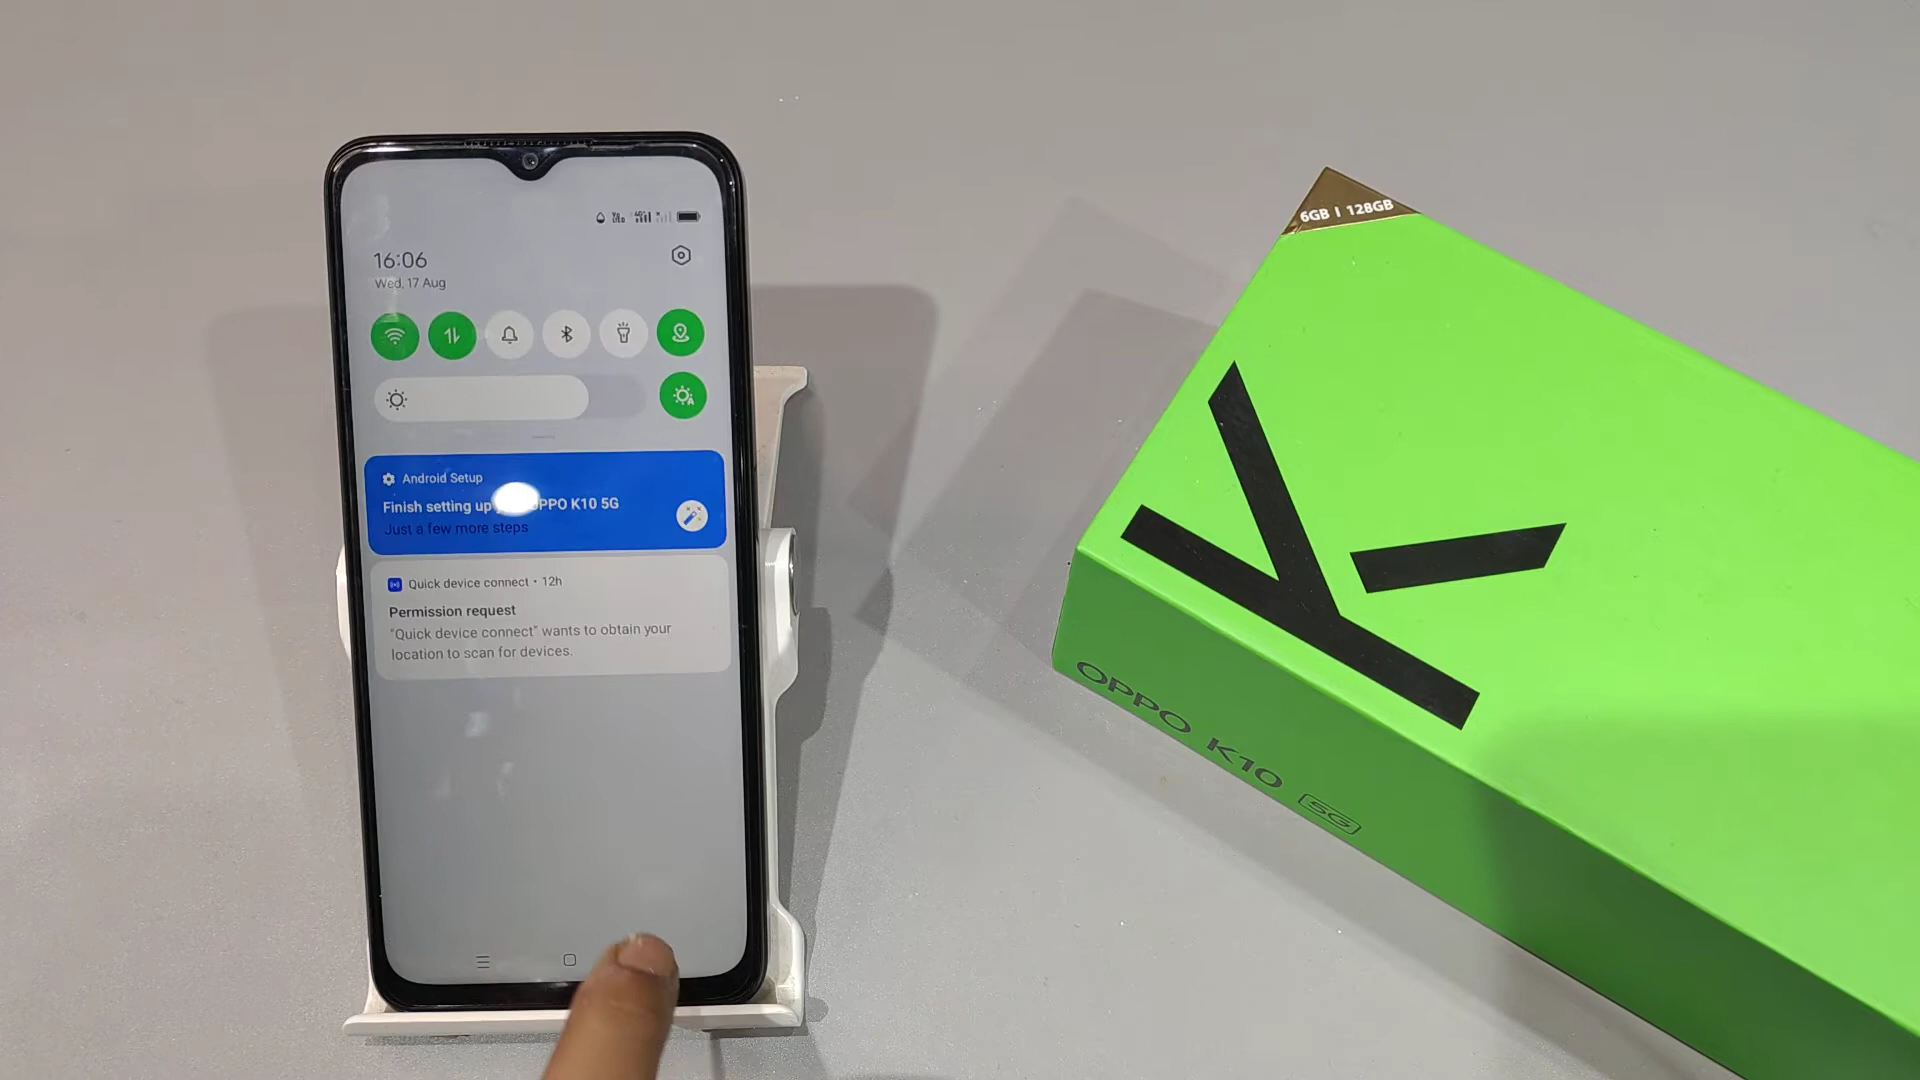 16:06
Wed, 17 Aug
Android Setup
Finish setting up OPPO K10 5G
Just a few more steps
Quick device connect • 12h
Permission request
"Quick device connect" wants to obtain your
location to scan for devices.
6GB | 128GB
K
OPPO K10 5G